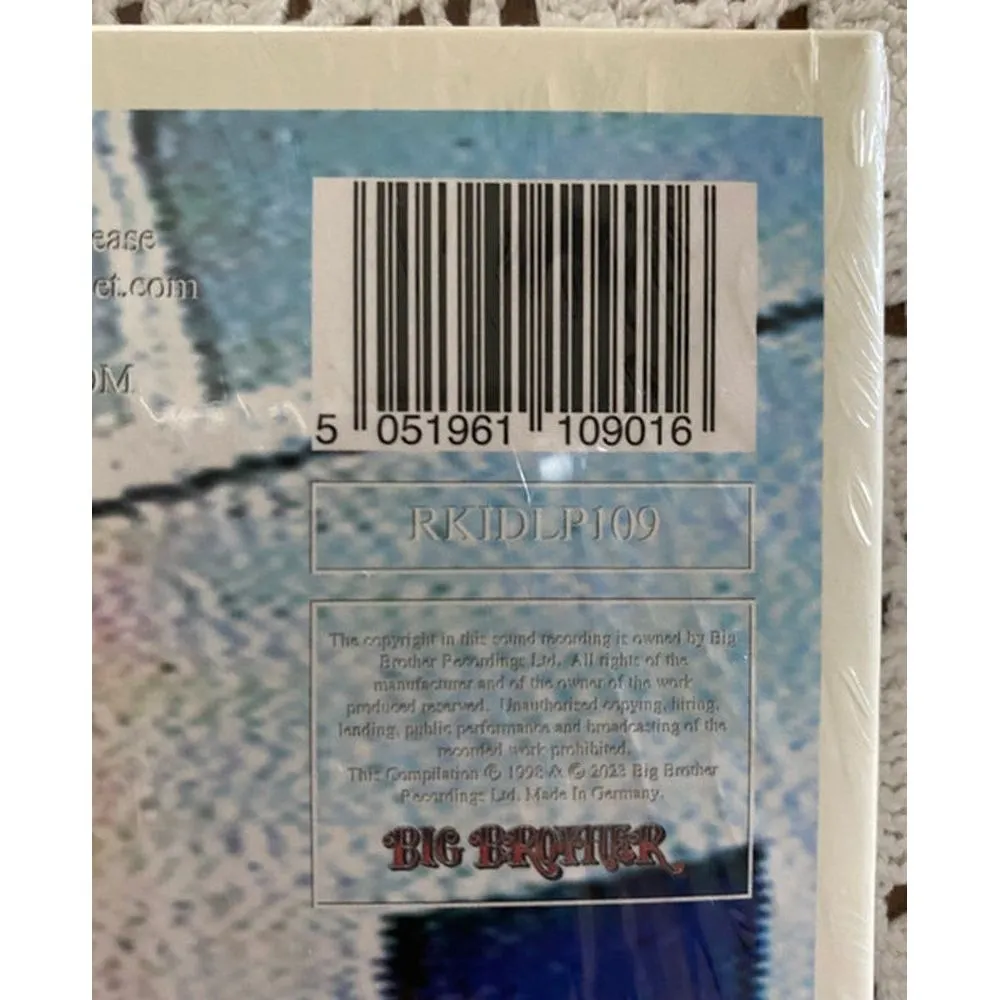 ease
et.com
OM
5 051961 109016
RKIDLP109
The copyright in this sound recording is owned by Big
Brother Recordings Ltd. All rights of the
manufacturer and of the owner of the work
produced reserved. Unauthorised copying, hiring,
lending, public performance and broadcasting of the
recorded work prohibited.
This Compilation ℗ 1998 & © 2023 Big Brother
Recordings Ltd. Made In Germany.
BIG BROTHER